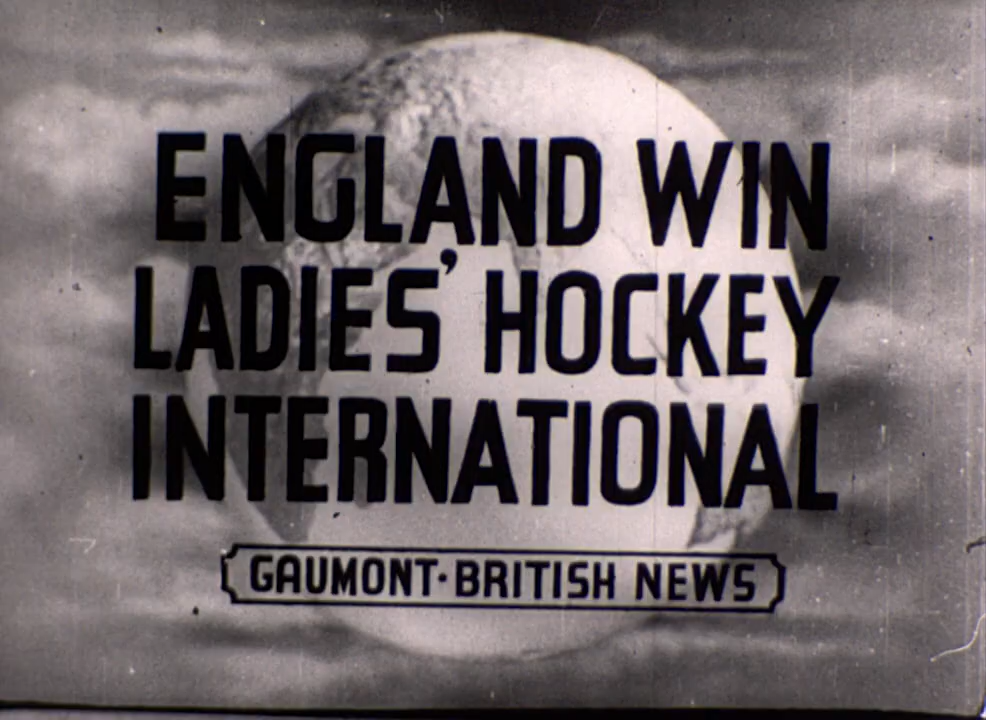 ENGLAND WIN
LADIES' HOCKEY
INTERNATIONAL
GAUMONT-BRITISH NEWS